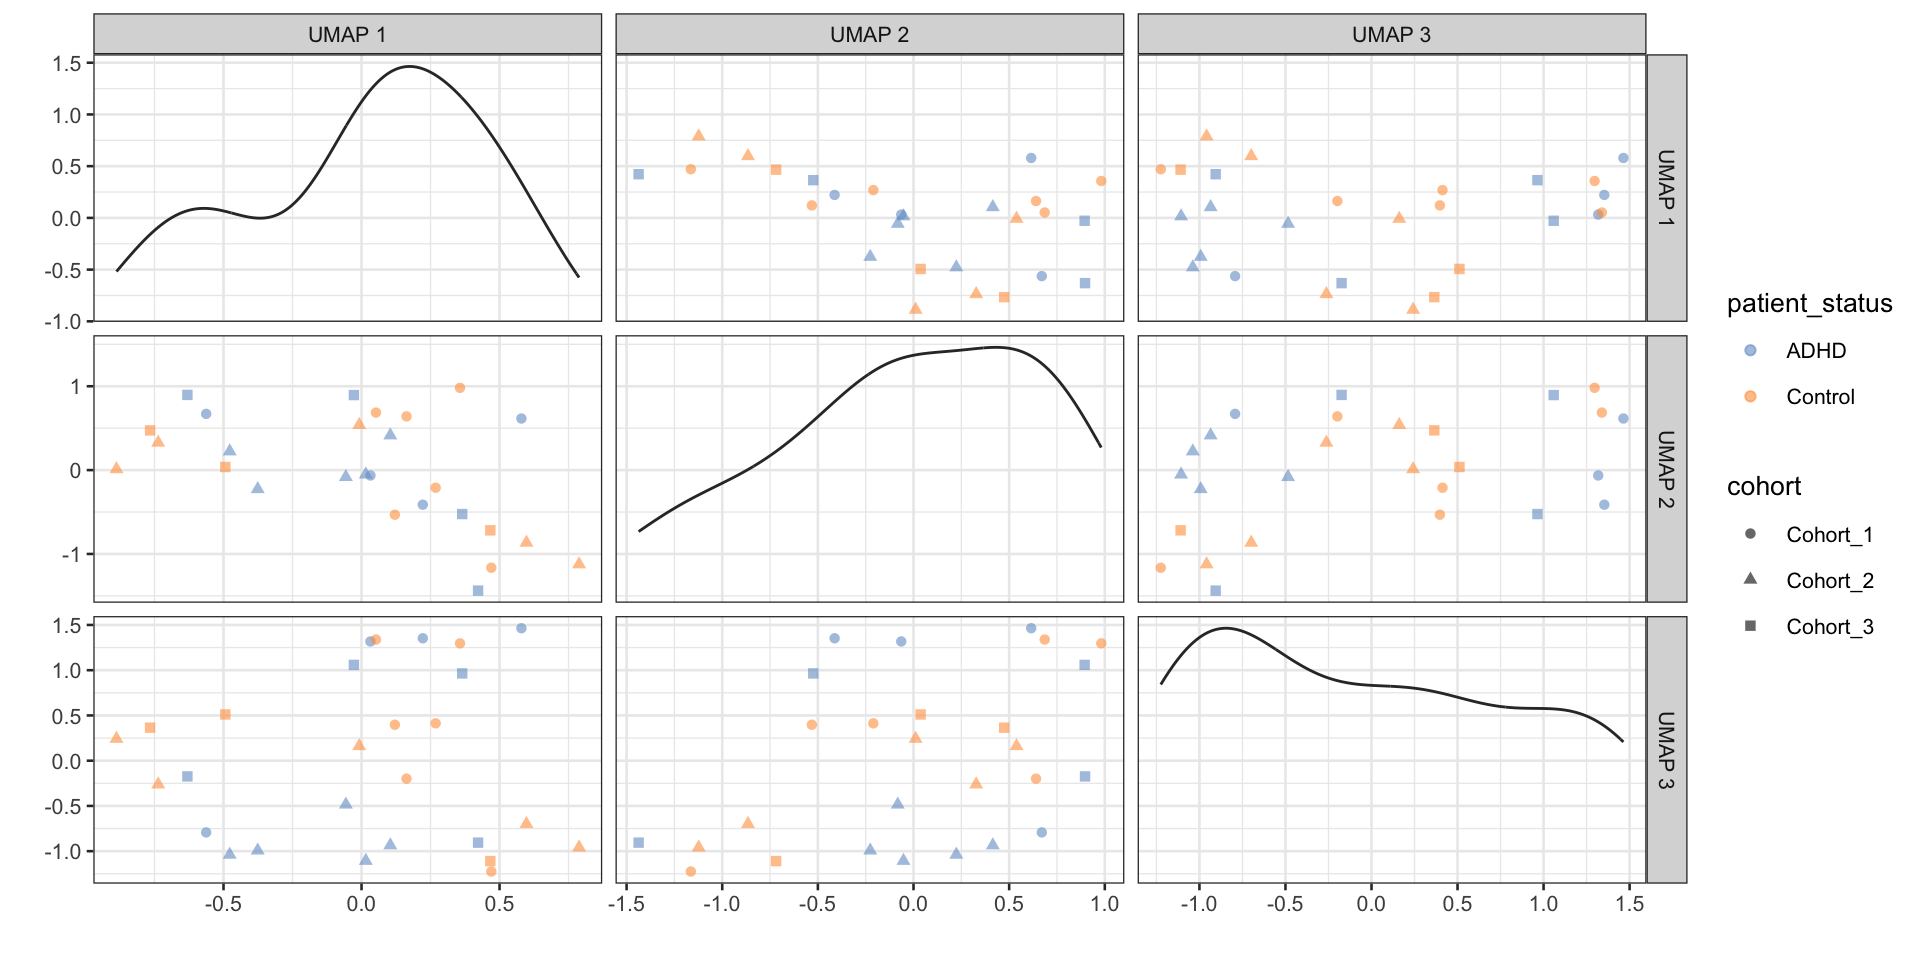 UMAP 1 UMAP 2 UMAP 3
1.5
1.0
0.5
0.0
-0.5
-1.0
UMAP 1
1
0
-1
UMAP 2
1.5
1.0
0.5
0.0
-0.5
-1.0
UMAP 3
-0.5 0.0 0.5 -1.5 -1.0 -0.5 0.0 0.5 1.0 -1.0 -0.5 0.0 0.5 1.0 1.5
patient_status
ADHD
Control
cohort
Cohort_1
Cohort_2
Cohort_3